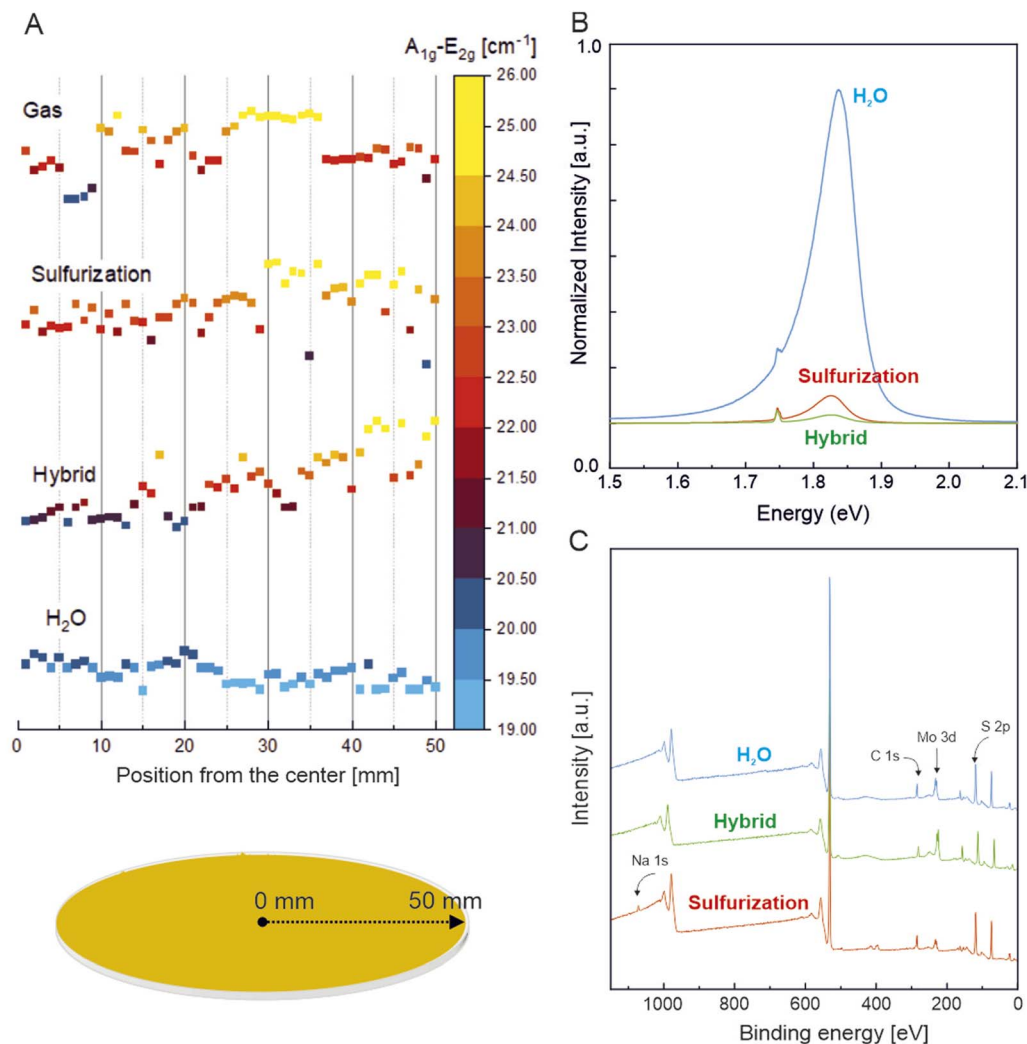 A
A₁g-E₂g [cm⁻¹]
Gas
Sulfurization
Hybrid
H₂O
26.00
25.00
24.50
24.00
23.50
23.00
22.50
22.00
21.50
21.00
20.50
20.00
19.50
19.00
0 10 20 30 40 50
Position from the center [mm]
0 mm
50 mm
B
Normalized Intensity [a.u.]
1.0
0.0
H₂O
Sulfurization
Hybrid
1.5 1.6 1.7 1.8 1.9 2.0 2.1
Energy (eV)
C
Intensity [a.u.]
H₂O
C 1s
Mo 3d
S 2p
Hybrid
Na 1s
Sulfurization
1000 800 600 400 200 0
Binding energy [eV]